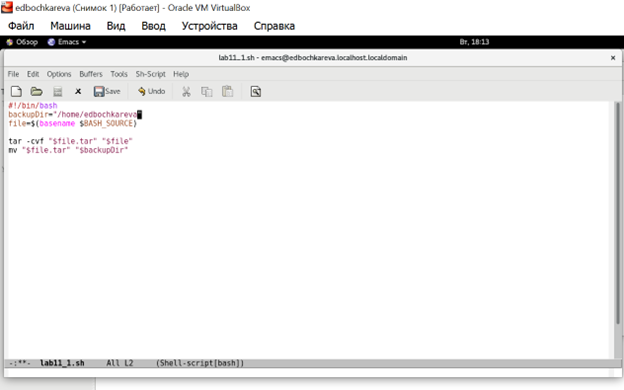 edbochkareva (Снимок 1) [Работает] - Oracle VM VirtualBox
Файл Машина Вид Ввод Устройства Справка
Обзор Emacs Вт, 18:13
lab11_1.sh - emacs@edbochkareva.localhost.localdomain
File Edit Options Buffers Tools Sh-Script Help
Save Undo
#!/bin/bash
backupDir="/home/edbochkareva"
file=$(basename $BASH_SOURCE)
tar -cvf "$file.tar" "$file"
mv "$file.tar" "$backupDir"
-:**- lab11_1.sh All L2 (Shell-script[bash])